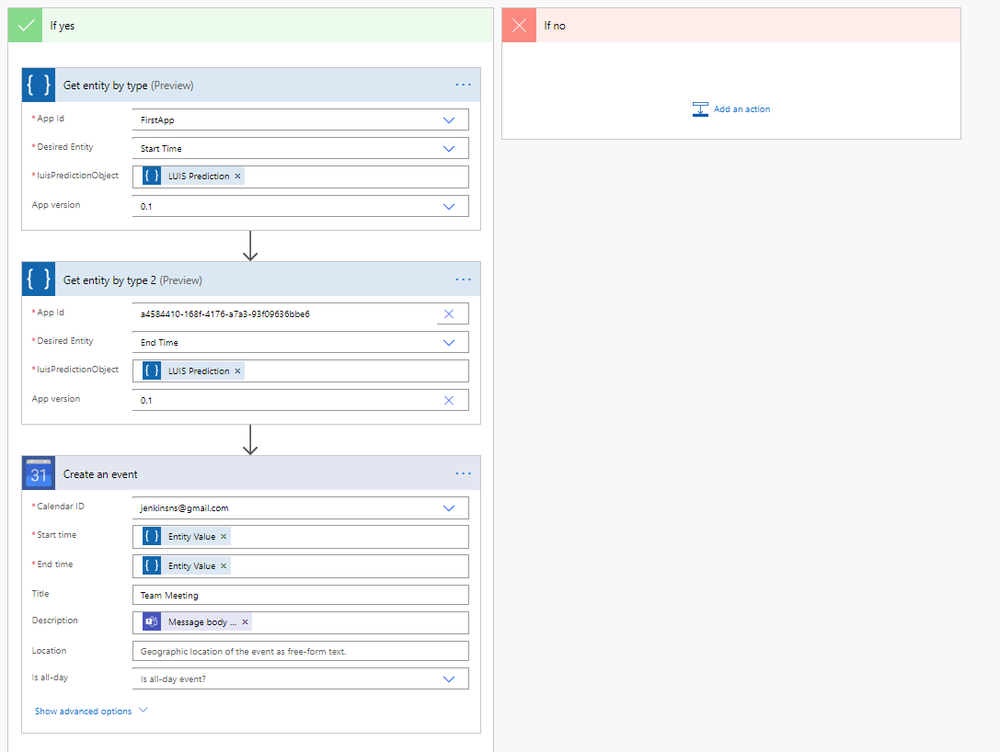 If yes
If no
Add an action
Get entity by type (Preview)
* App Id
FirstApp
* Desired Entity
Start Time
* luisPredictionObject
LUIS Prediction ×
App version
0.1
Get entity by type 2 (Preview)
* App Id
a4584410-168f-4176-a7a3-93f09636bbe6
* Desired Entity
End Time
* luisPredictionObject
LUIS Prediction ×
App version
0.1
31 Create an event
* Calendar ID
jenkinsns@gmail.com
* Start time
Entity Value ×
* End time
Entity Value ×
Title
Team Meeting
Description
Message body ... ×
Location
Geographic location of the event as free-form text.
Is all-day
Is all-day event?
Show advanced options